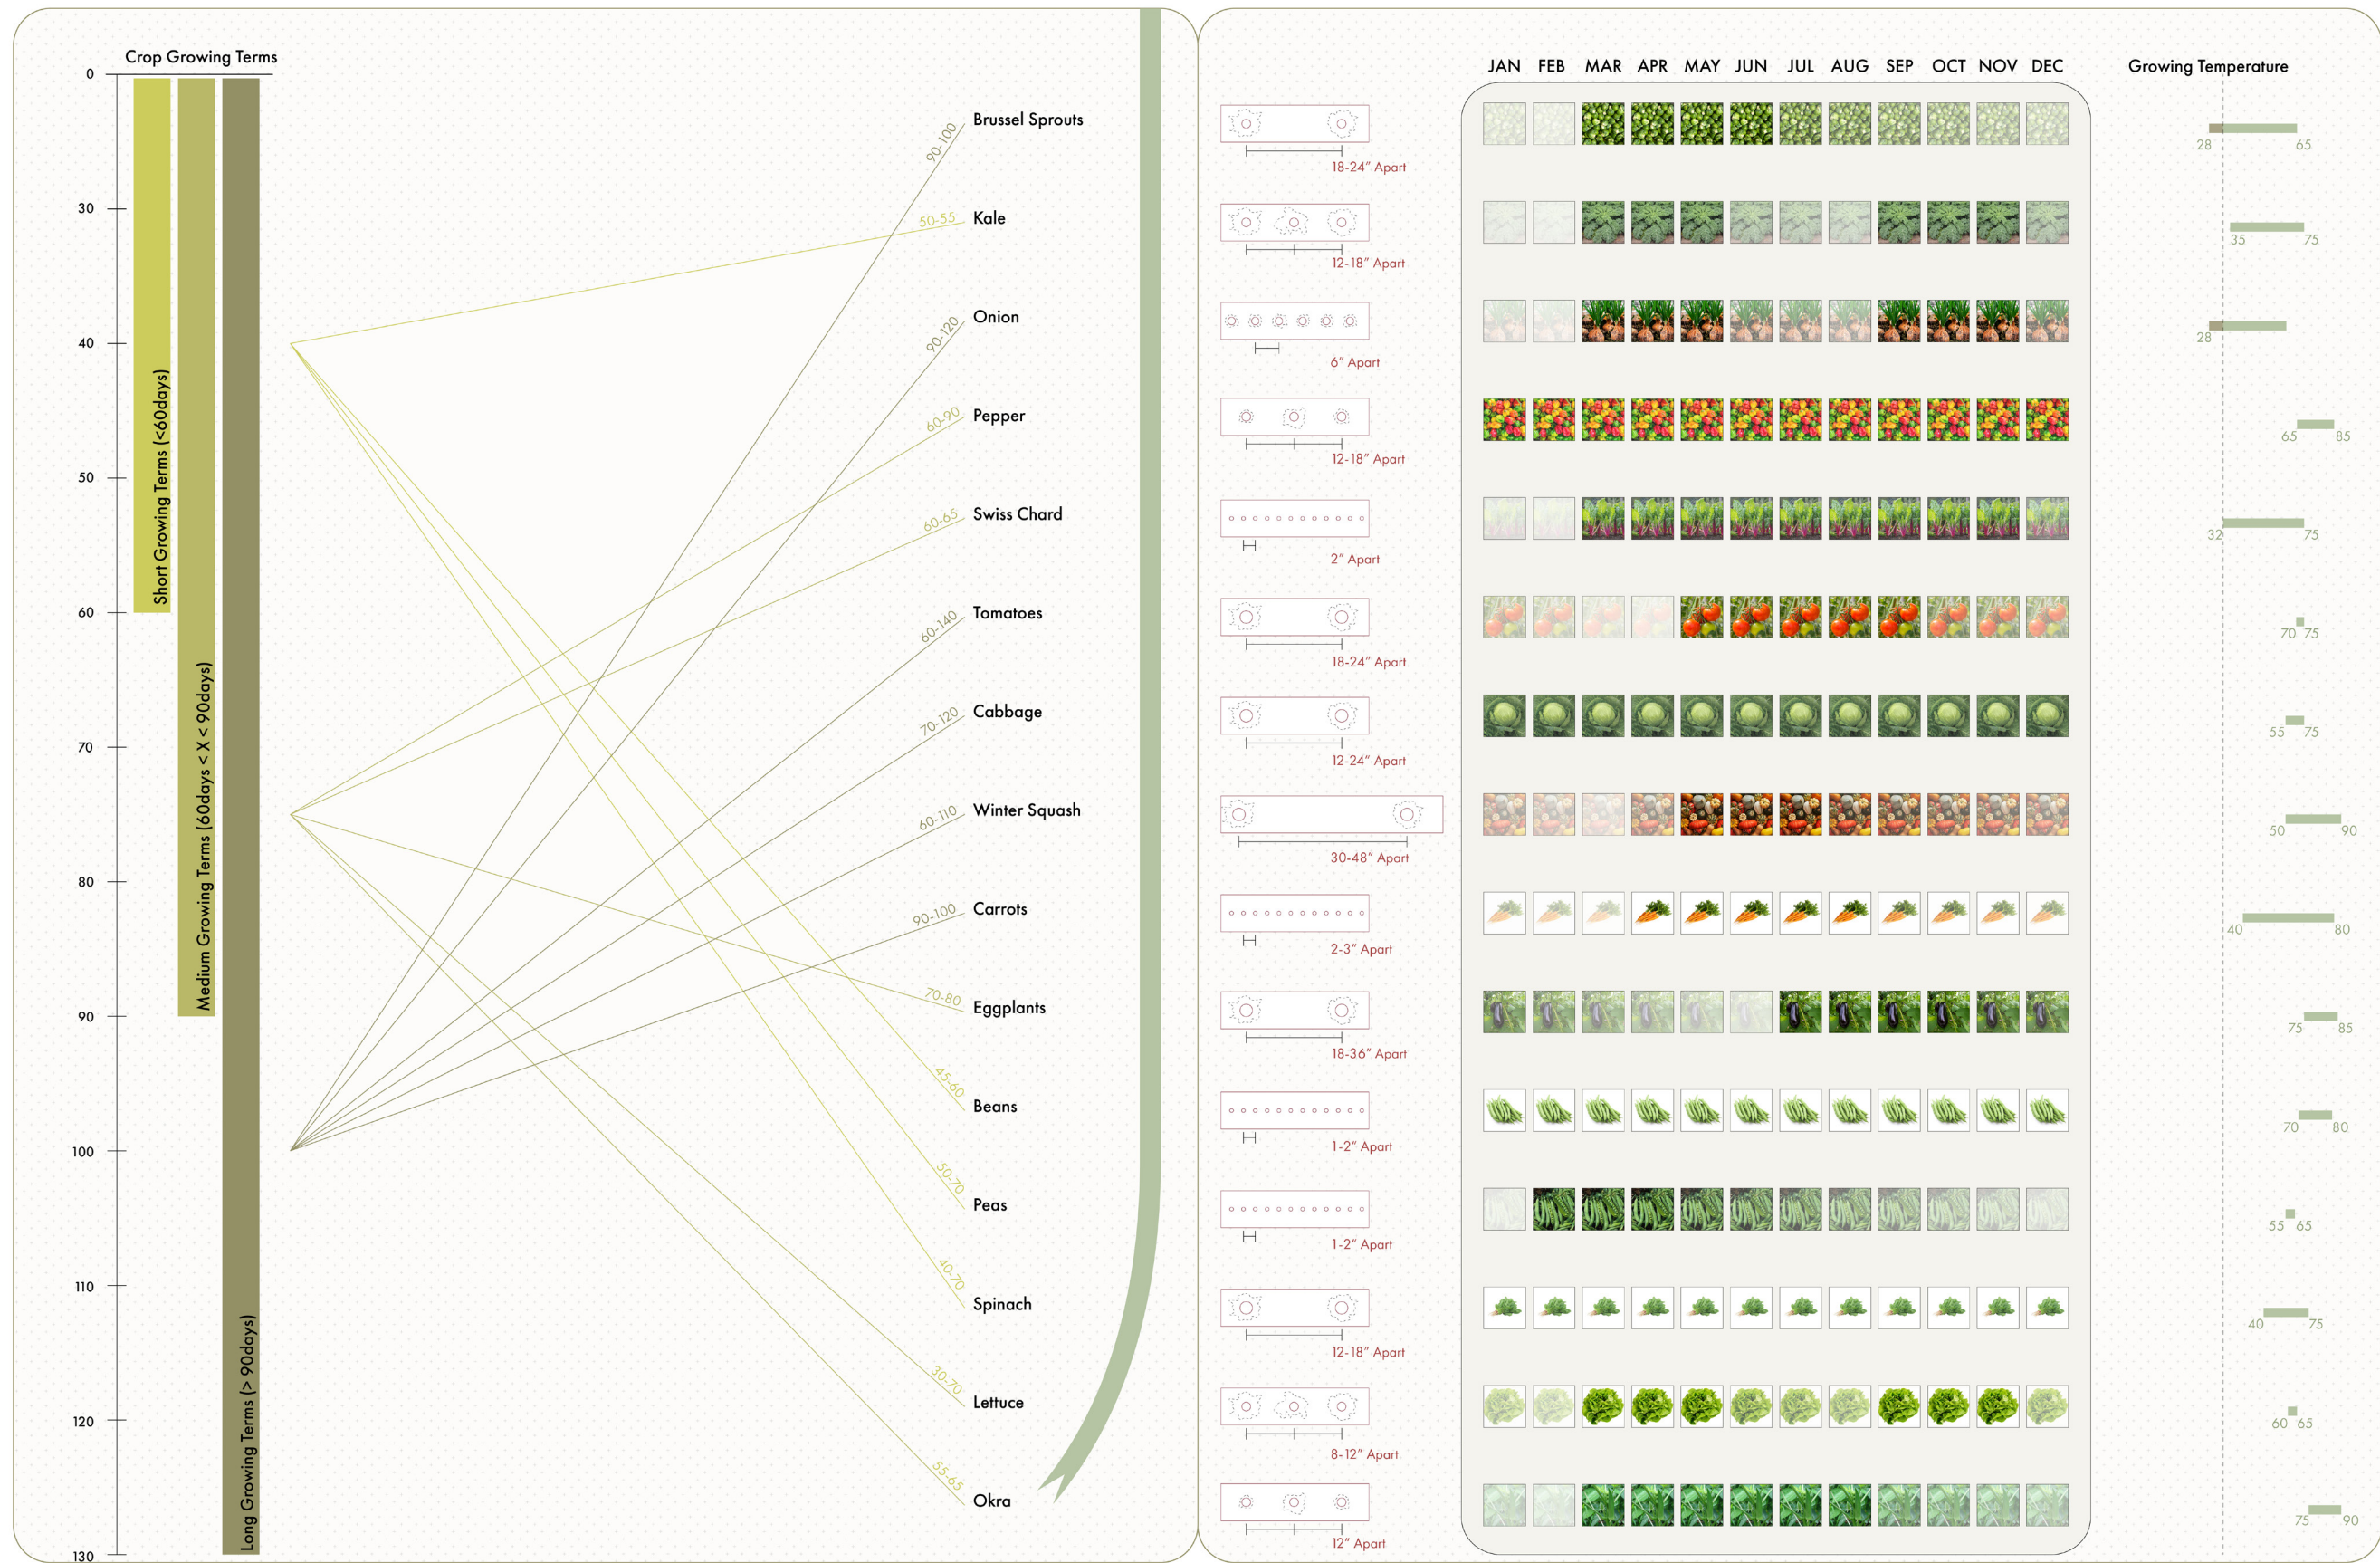 Crop Growing Terms
0
30
40
50
60
70
80
90
100
110
120
130
Short Growing Terms (<60days)
Medium Growing Terms (60days < X < 90days)
Long Growing Terms (> 90days)
90-100
Brussel Sprouts
50-55
Kale
90-120
Onion
60-90
Pepper
60-65
Swiss Chard
60-140
Tomatoes
70-120
Cabbage
60-110
Winter Squash
90-100
Carrots
70-80
Eggplants
45-60
Beans
50-70
Peas
40-70
Spinach
30-70
Lettuce
55-65
Okra
18-24" Apart
12-18" Apart
6" Apart
12-18" Apart
2" Apart
18-24" Apart
12-24" Apart
30-48" Apart
2-3" Apart
18-36" Apart
1-2" Apart
1-2" Apart
12-18" Apart
8-12" Apart
12" Apart
JAN FEB MAR APR MAY JUN JUL AUG SEP OCT NOV DEC
Growing Temperature
28 65
35 75
28
65 85
32 75
70 75
55 75
50 90
40 80
75 85
70 80
55 65
40 75
60 65
75 90